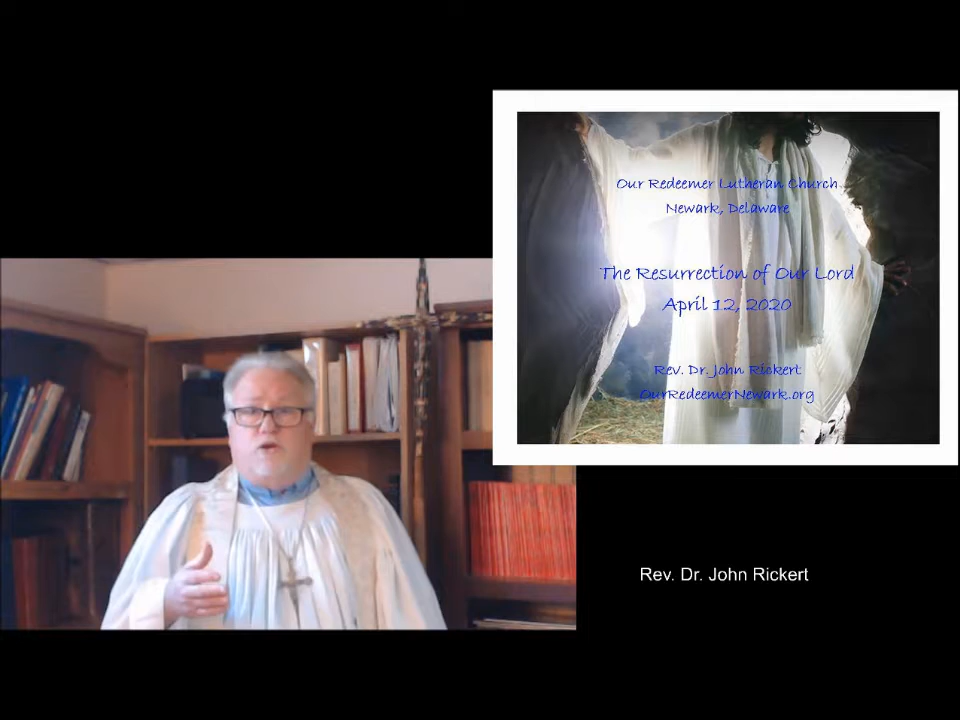 Our Redeemer Lutheran Church
Newark, Delaware
The Resurrection of Our Lord
April 12, 2020
Rev. Dr. John Rickert
OurRedeemerNewark.org
Rev. Dr. John Rickert